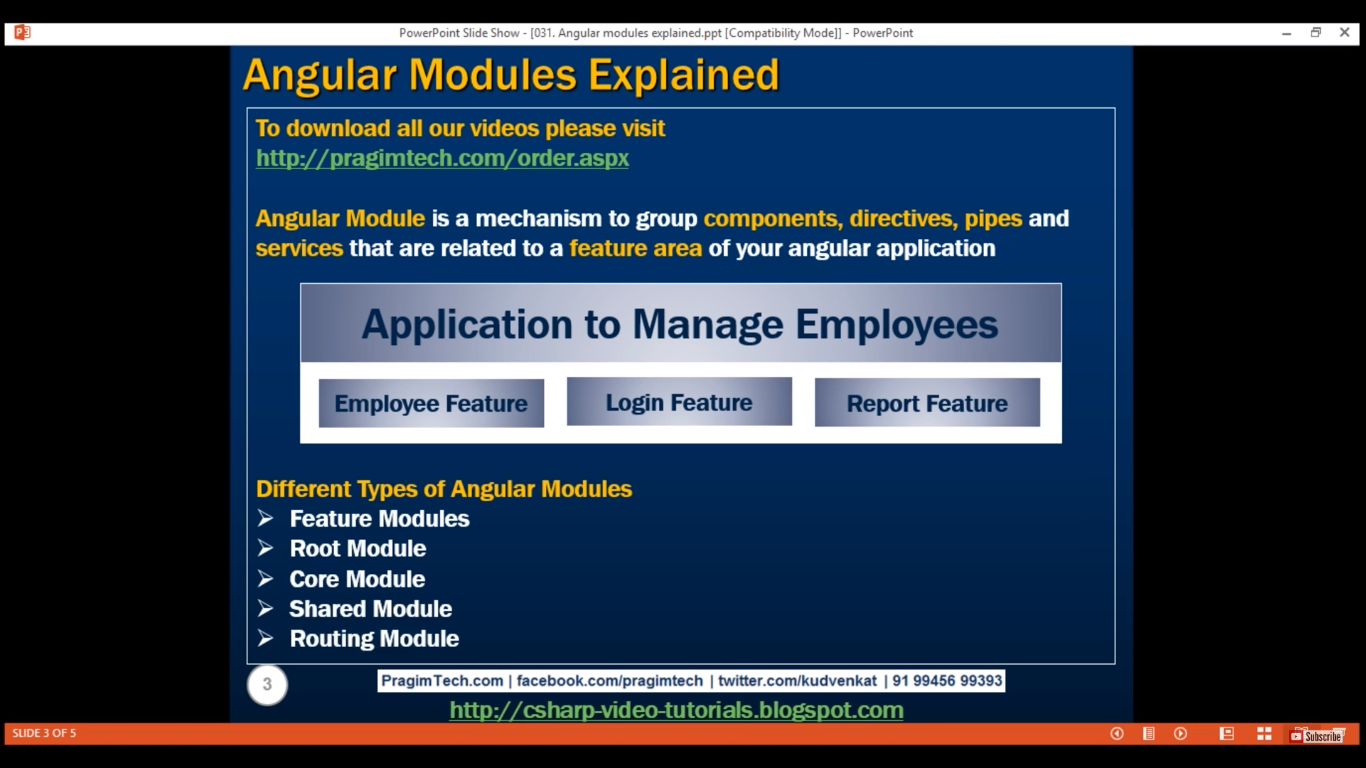 PowerPoint Slide Show - [031. Angular modules explained.ppt [Compatibility Mode]] - PowerPoint
Angular Modules Explained
To download all our videos please visit
http://pragimtech.com/order.aspx
Angular Module is a mechanism to group components, directives, pipes and
services that are related to a feature area of your angular application
Application to Manage Employees
Employee Feature
Login Feature
Report Feature
Different Types of Angular Modules
Feature Modules
Root Module
Core Module
Shared Module
Routing Module
3
PragimTech.com | facebook.com/pragimtech | twitter.com/kudvenkat | 91 99456 99393
http://csharp-video-tutorials.blogspot.com
SLIDE 3 OF 5
Subscribe